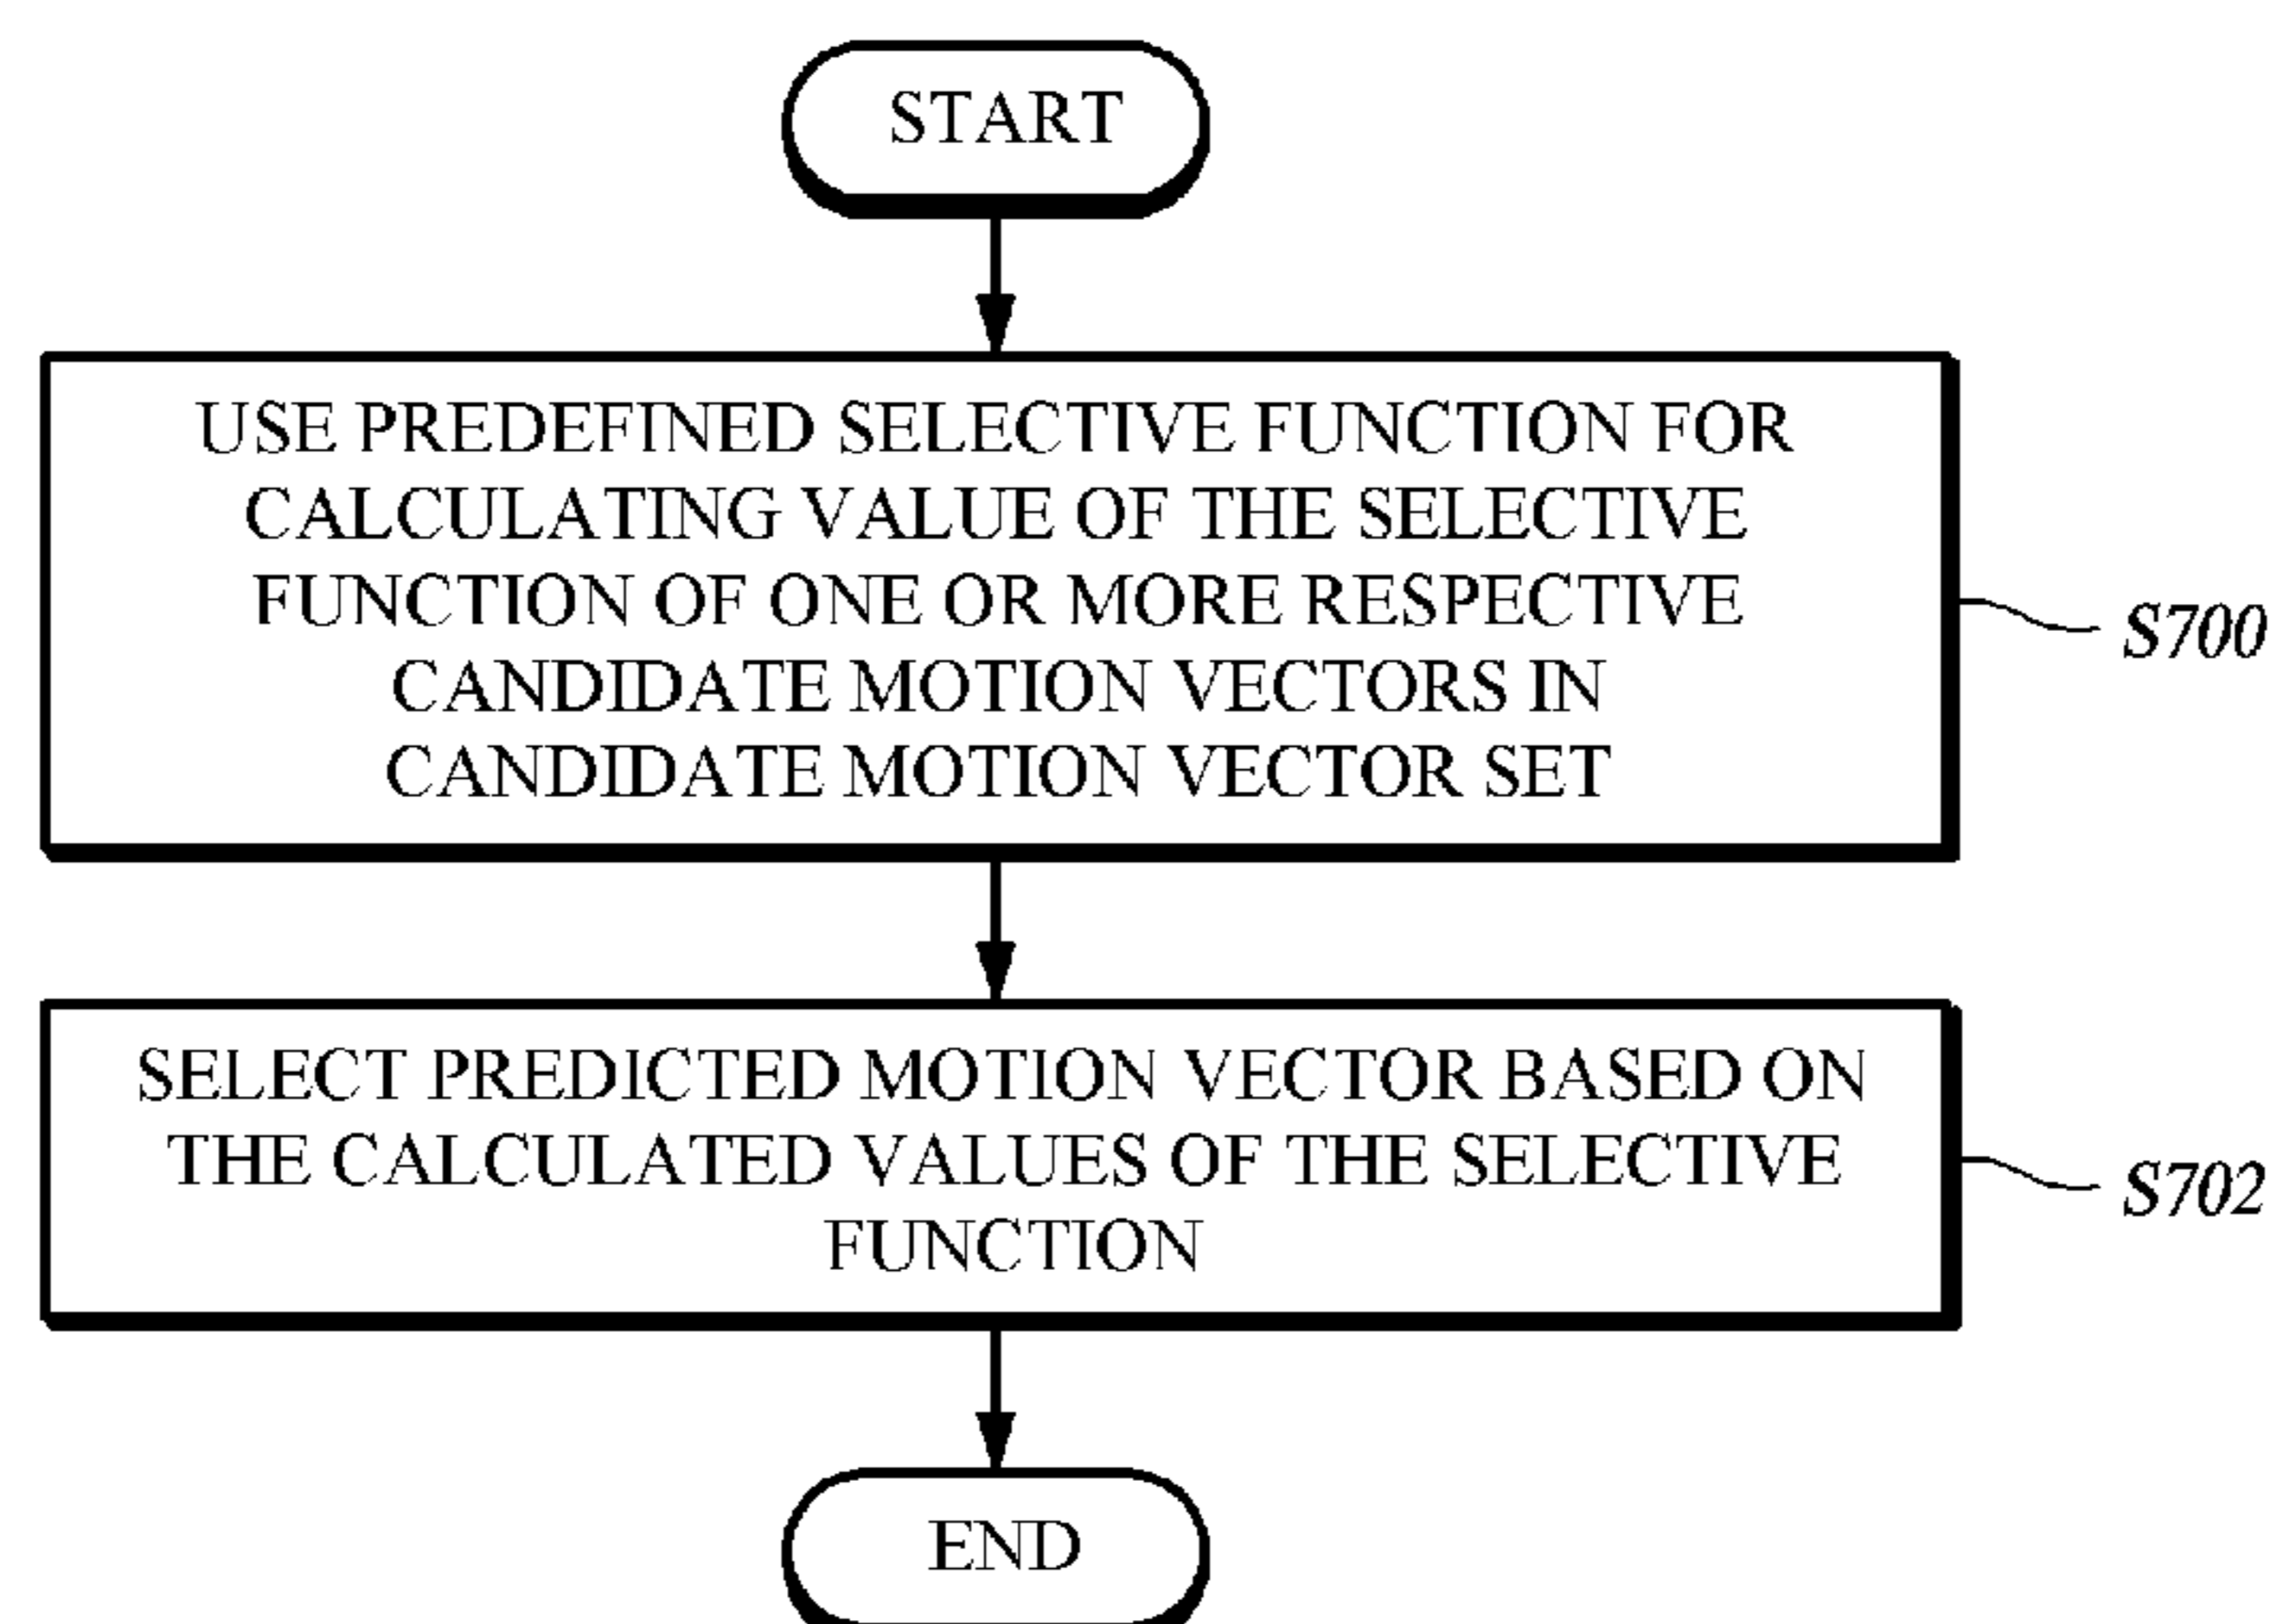 START
USE PREDEFINED SELECTIVE FUNCTION FOR
CALCULATING VALUE OF THE SELECTIVE
FUNCTION OF ONE OR MORE RESPECTIVE
CANDIDATE MOTION VECTORS IN
CANDIDATE MOTION VECTOR SET
S700
SELECT PREDICTED MOTION VECTOR BASED ON
THE CALCULATED VALUES OF THE SELECTIVE
FUNCTION
S702
END